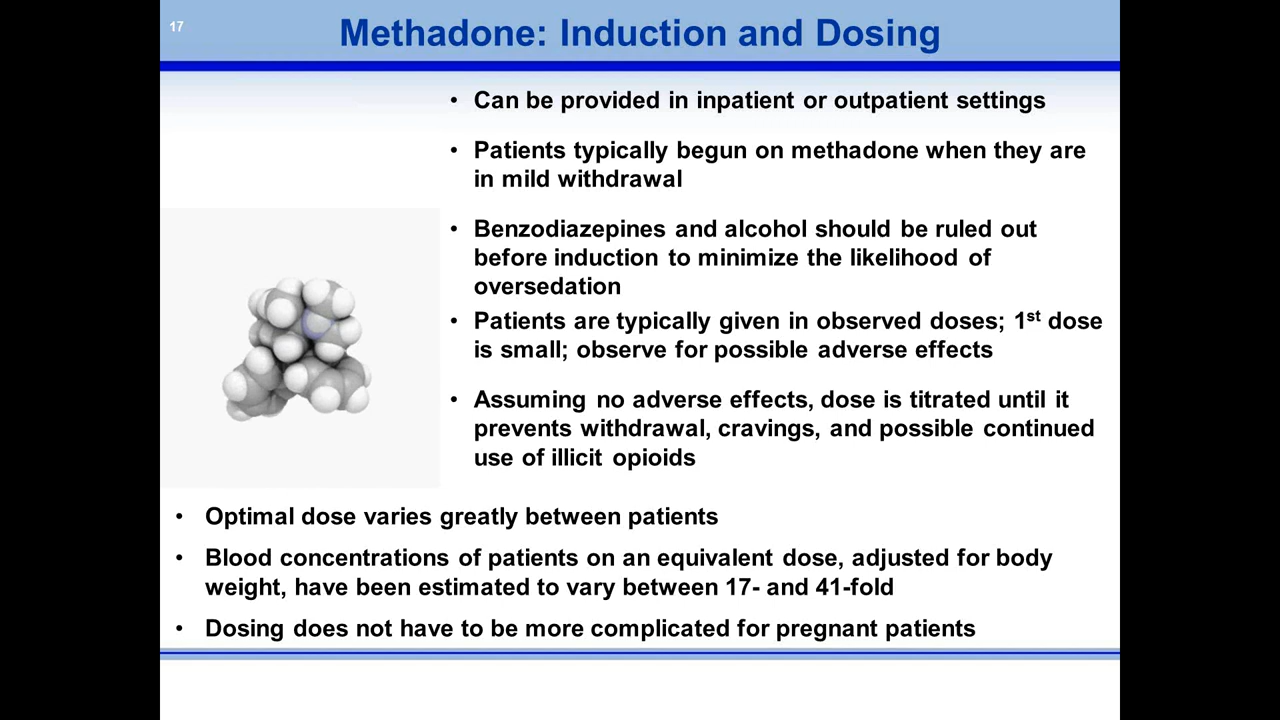 17
Methadone: Induction and Dosing
• Can be provided in inpatient or outpatient settings
• Patients typically begun on methadone when they are
in mild withdrawal
• Benzodiazepines and alcohol should be ruled out
before induction to minimize the likelihood of
oversedation
• Patients are typically given in observed doses; 1st dose
is small; observe for possible adverse effects
• Assuming no adverse effects, dose is titrated until it
prevents withdrawal, cravings, and possible continued
use of illicit opioids
• Optimal dose varies greatly between patients
• Blood concentrations of patients on an equivalent dose, adjusted for body
weight, have been estimated to vary between 17- and 41-fold
• Dosing does not have to be more complicated for pregnant patients